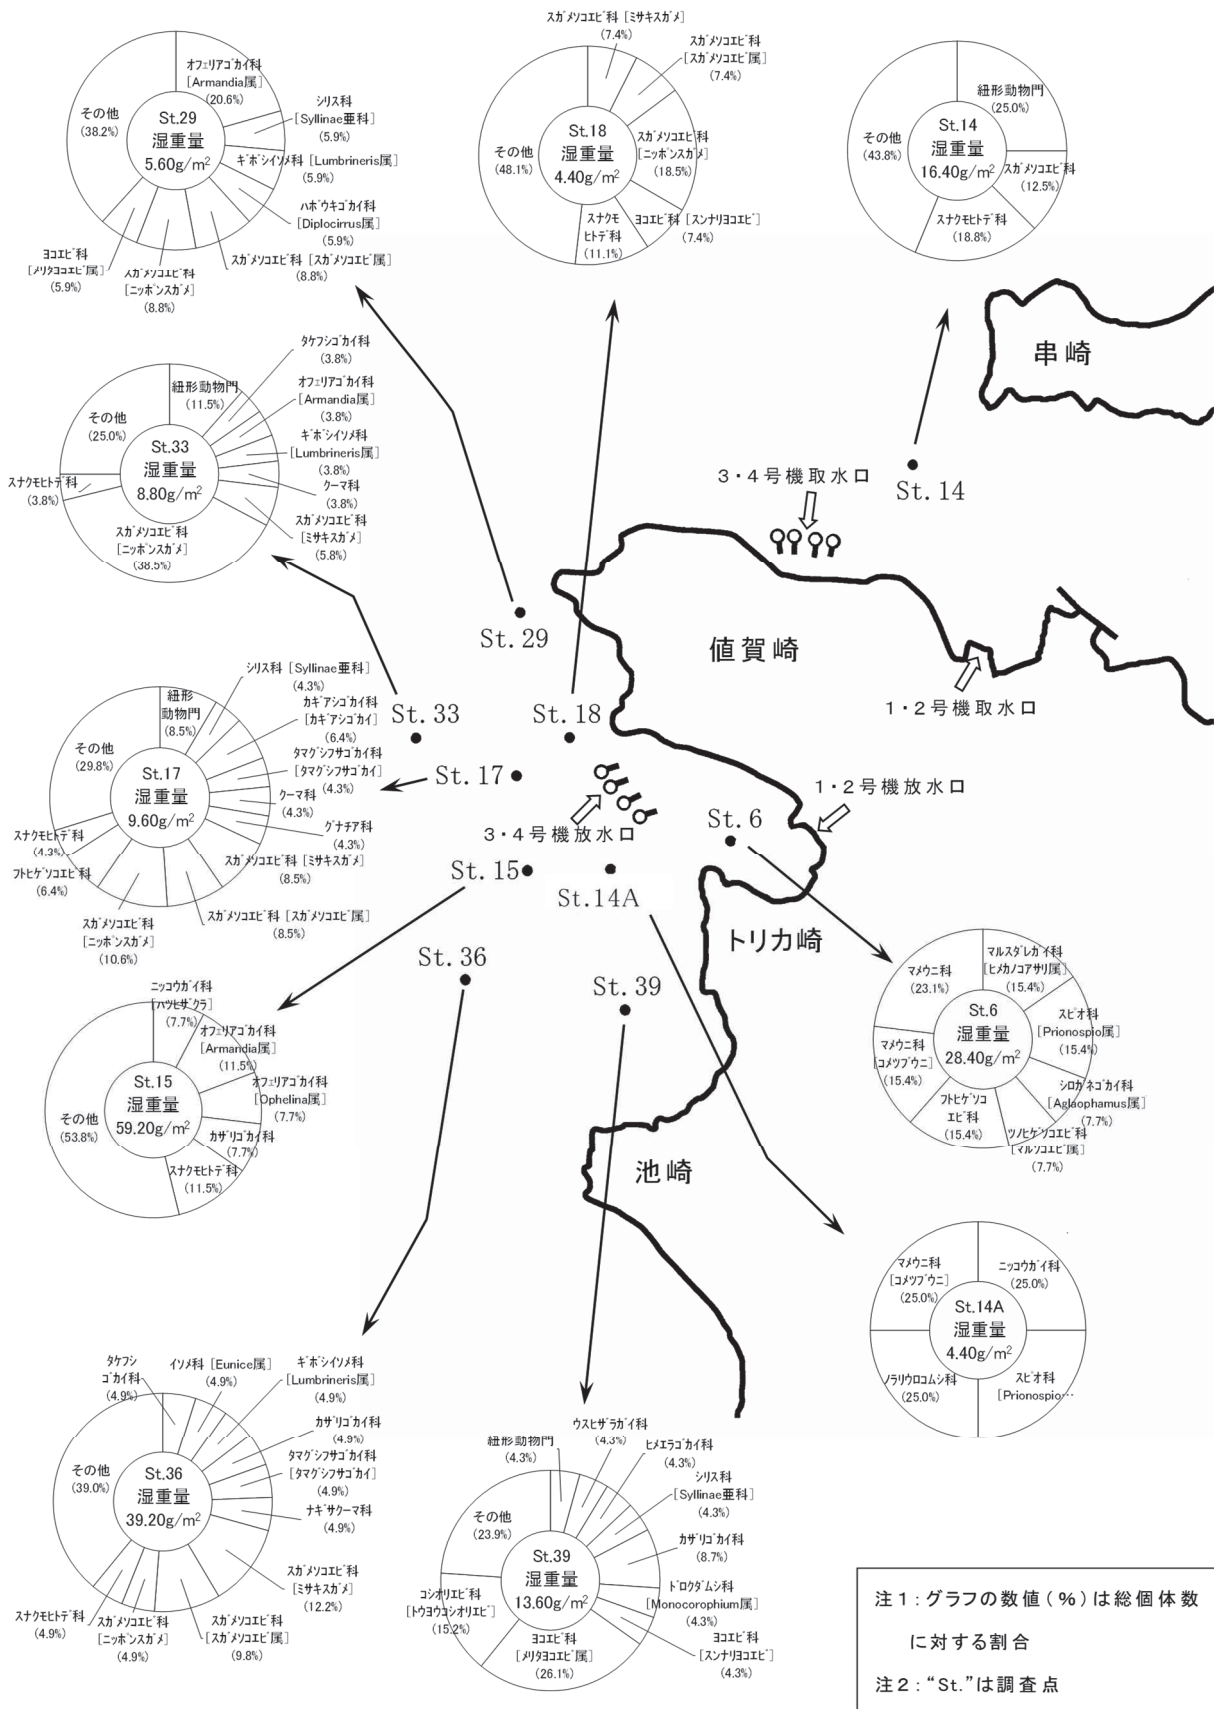 オフェリアゴカイ科
[Armandia属]
(20.6%)
シリス科
[Syllinae亜科]
(5.9%)
ギボシイソメ科 [Lumbrineris属]
(5.9%)
ハボウキゴカイ科
[Diplocirrus属]
(5.9%)
スガメソコエビ科 [スガメソコエビ属]
(8.8%)
スガメソコエビ科
[ニッポンスガメ]
(8.8%)
ヨコエビ科
[メリタヨコエビ属]
(5.9%)
その他
(38.2%)
St.29
湿重量
5.60g/m²
スガメソコエビ科 [ミサキスガメ]
(7.4%)
スガメソコエビ科
[スガメソコエビ属]
(7.4%)
スガメソコエビ科
[ニッポンスガメ]
(18.5%)
ヨコエビ科 [スンナリヨコエビ]
(7.4%)
スナクモ
ヒトデ科
(11.1%)
その他
(48.1%)
St.18
湿重量
4.40g/m²
紐形動物門
(25.0%)
スガメソコエビ科
(12.5%)
スナクモヒトデ科
(18.8%)
その他
(43.8%)
St.14
湿重量
16.40g/m²
紐形動物門
(11.5%)
タケフシゴカイ科
(3.8%)
オフェリアゴカイ科
[Armandia属]
(3.8%)
ギボシイソメ科
[Lumbrineris属]
(3.8%)
クーマ科
(3.8%)
スガメソコエビ科
[ミサキスガメ]
(5.8%)
スガメソコエビ科
[ニッポンスガメ]
(38.5%)
スナクモヒトデ科
(3.8%)
その他
(25.0%)
St.33
湿重量
8.80g/m²
串崎
St.14
3・4号機取水口
値賀崎
1・2号機取水口
St.29
St.33
St.18
St.17
3・4号機放水口
1・2号機放水口
St.6
St.15
St.14A
トリカ崎
St.36
St.39
池崎
紐形
動物門
(8.5%)
シリス科 [Syllinae亜科]
(4.3%)
カギアシゴカイ科
[カギアシゴカイ]
(6.4%)
タマグシフサゴカイ科
[タマグシフサゴカイ]
(4.3%)
クーマ科
(4.3%)
グナチア科
(4.3%)
スガメソコエビ科 [ミサキスガメ]
(8.5%)
スガメソコエビ科 [スガメソコエビ属]
(8.5%)
スガメソコエビ科
[ニッポンスガメ]
(10.6%)
フトヒゲソコエビ科
(6.4%)
スナクモヒトデ科
(4.3%)
その他
(29.8%)
St.17
湿重量
9.60g/m²
ニッコウガイ科
[ハツヒザクラ]
(7.7%)
オフェリアゴカイ科
[Armandia属]
(11.5%)
オフェリアゴカイ科
[Ophelina属]
(7.7%)
カザリゴカイ科
(7.7%)
スナクモヒトデ科
(11.5%)
その他
(53.8%)
St.15
湿重量
59.20g/m²
マルスダレガイ科
[ヒメカノコアサリ属]
(15.4%)
スピオ科
[Prionospio属]
(15.4%)
シロガネゴカイ科
[Aglaophamus属]
(7.7%)
ツノヒゲソコエビ科
[マルソコエビ属]
(7.7%)
フトヒゲソコ
エビ科
(15.4%)
マメウニ科
[コメツブウニ]
(15.4%)
マメウニ科
(23.1%)
St.6
湿重量
28.40g/m²
マメウニ科
[コメツブウニ]
(25.0%)
ニッコウガイ科
(25.0%)
スピオ科
[Prionospio…
ノラリウロコムシ科
(25.0%)
St.14A
湿重量
4.40g/m²
タケフシ
ゴカイ科
(4.9%)
イソメ科 [Eunice属]
(4.9%)
ギボシイソメ科
[Lumbrineris属]
(4.9%)
カザリゴカイ科
(4.9%)
タマグシフサゴカイ科
[タマグシフサゴカイ]
(4.9%)
ナギサクーマ科
(4.9%)
スガメソコエビ科
[ミサキスガメ]
(12.2%)
スガメソコエビ科
[スガメソコエビ属]
(9.8%)
スガメソコエビ科
[ニッポンスガメ]
(4.9%)
スナクモヒトデ科
(4.9%)
その他
(39.0%)
St.36
湿重量
39.20g/m²
紐形動物門
(4.3%)
ウスヒザラガイ科
(4.3%)
ヒメエラゴカイ科
(4.3%)
シリス科
[Syllinae亜科]
(4.3%)
カザリゴカイ科
(8.7%)
ドロクダムシ科
[Monocorophium属]
(4.3%)
ヨコエビ科
[スンナリヨコエビ]
(4.3%)
ヨコエビ科
[メリタヨコエビ属]
(26.1%)
コシオリエビ科
[トウヨウコシオリエビ]
(15.2%)
その他
(23.9%)
St.39
湿重量
13.60g/m²
注1：グラフの数値(%)は総個体数
に対する割合
注2：“St.”は調査点